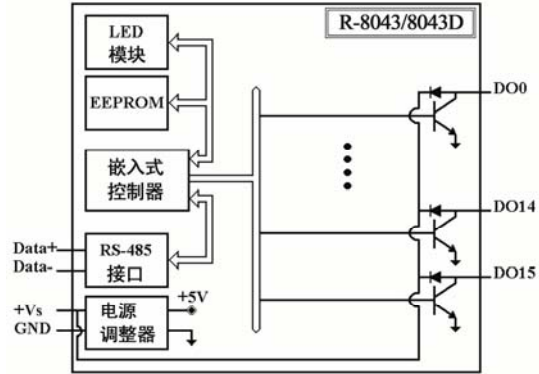 R-8043/8043D
LED
模块
EEPROM
嵌入式
控制器
RS-485
接口
电源
调整器
Data+
Data-
+Vs
GND
+5V
DO0
DO14
DO15